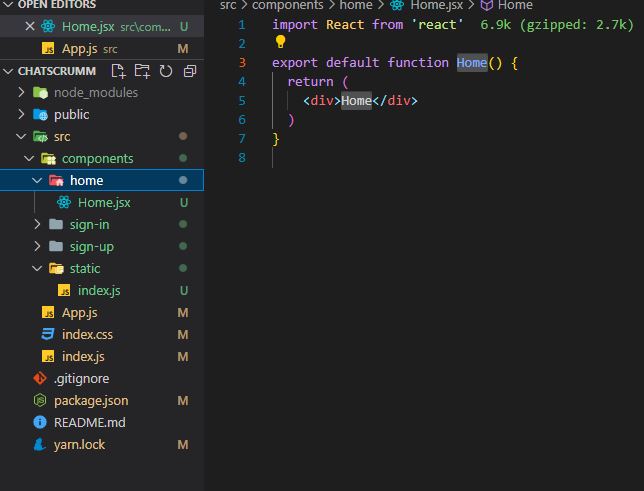 OPEN EDITORS
Home.jsx src\com... U
App.js src M
CHATSCRUMM
node_modules
public
src
components
home
Home.jsx U
sign-in
sign-up
static
index.js U
App.js M
index.css M
index.js M
.gitignore
package.json M
README.md
yarn.lock M
src > components > home > Home.jsx > Home
1 import React from 'react' 6.9k (gzipped: 2.7k)
2
3 export default function Home() {
4 return (
5 <div>Home</div>
6 )
7 }
8